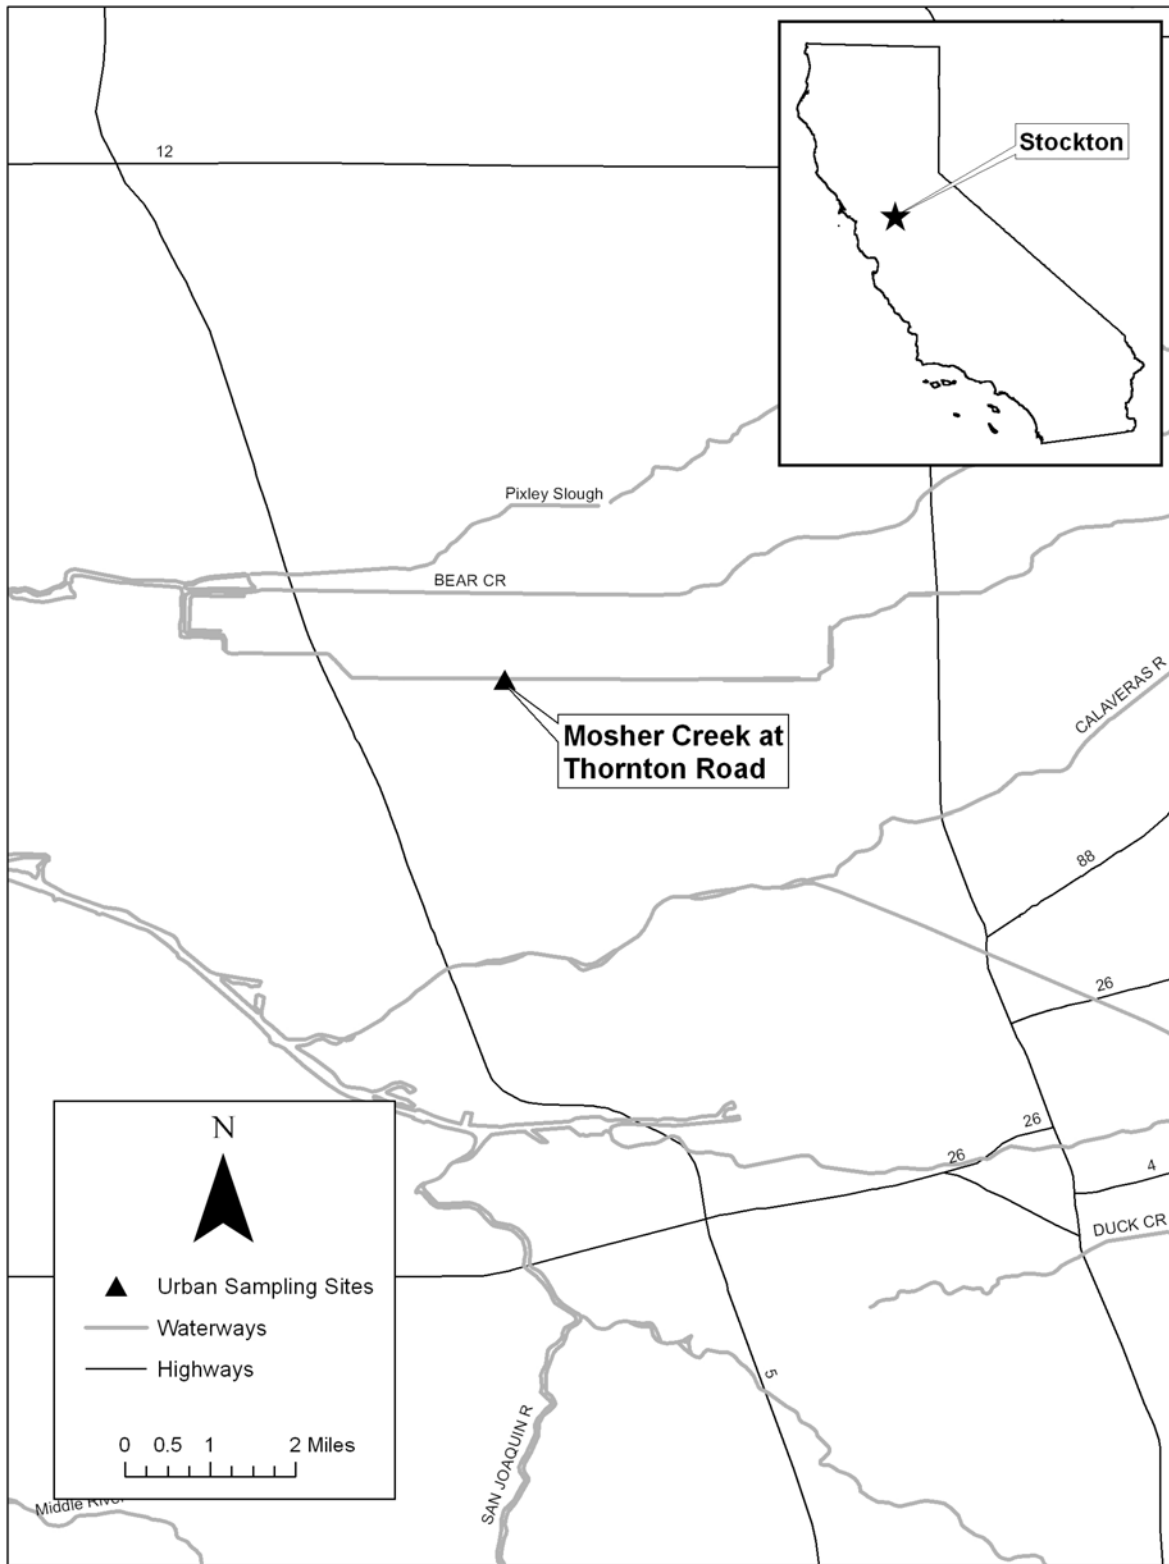 12
Stockton
Pixley Slough
BEAR CR
CALAVERAS R
Mosher Creek at
Thornton Road
88
26
26
26
4
DUCK CR
N
Urban Sampling Sites
Waterways
Highways
5
0 0.5 1 2 Miles
SAN JOAQUIN R
Middle River